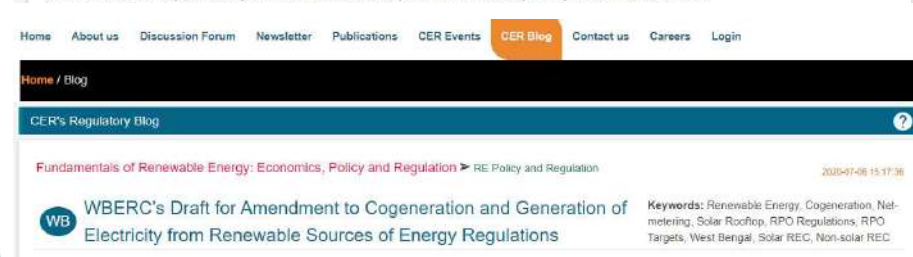 Home About us Discussion Forum Newsletter Publications CER Events CER Blog Contact us Careers Login
Home / Blog
CER's Regulatory Blog ?
Fundamentals of Renewable Energy: Economics, Policy and Regulation ➤ RE Policy and Regulation
2020-07-06 15:17:36
WB
WBERC's Draft for Amendment to Cogeneration and Generation of
Electricity from Renewable Sources of Energy Regulations
Keywords: Renewable Energy, Cogeneration, Net-
metering, Solar Rooftop, RPO Regulations, RPO
Targets, West Bengal, Solar REC, Non-solar REC